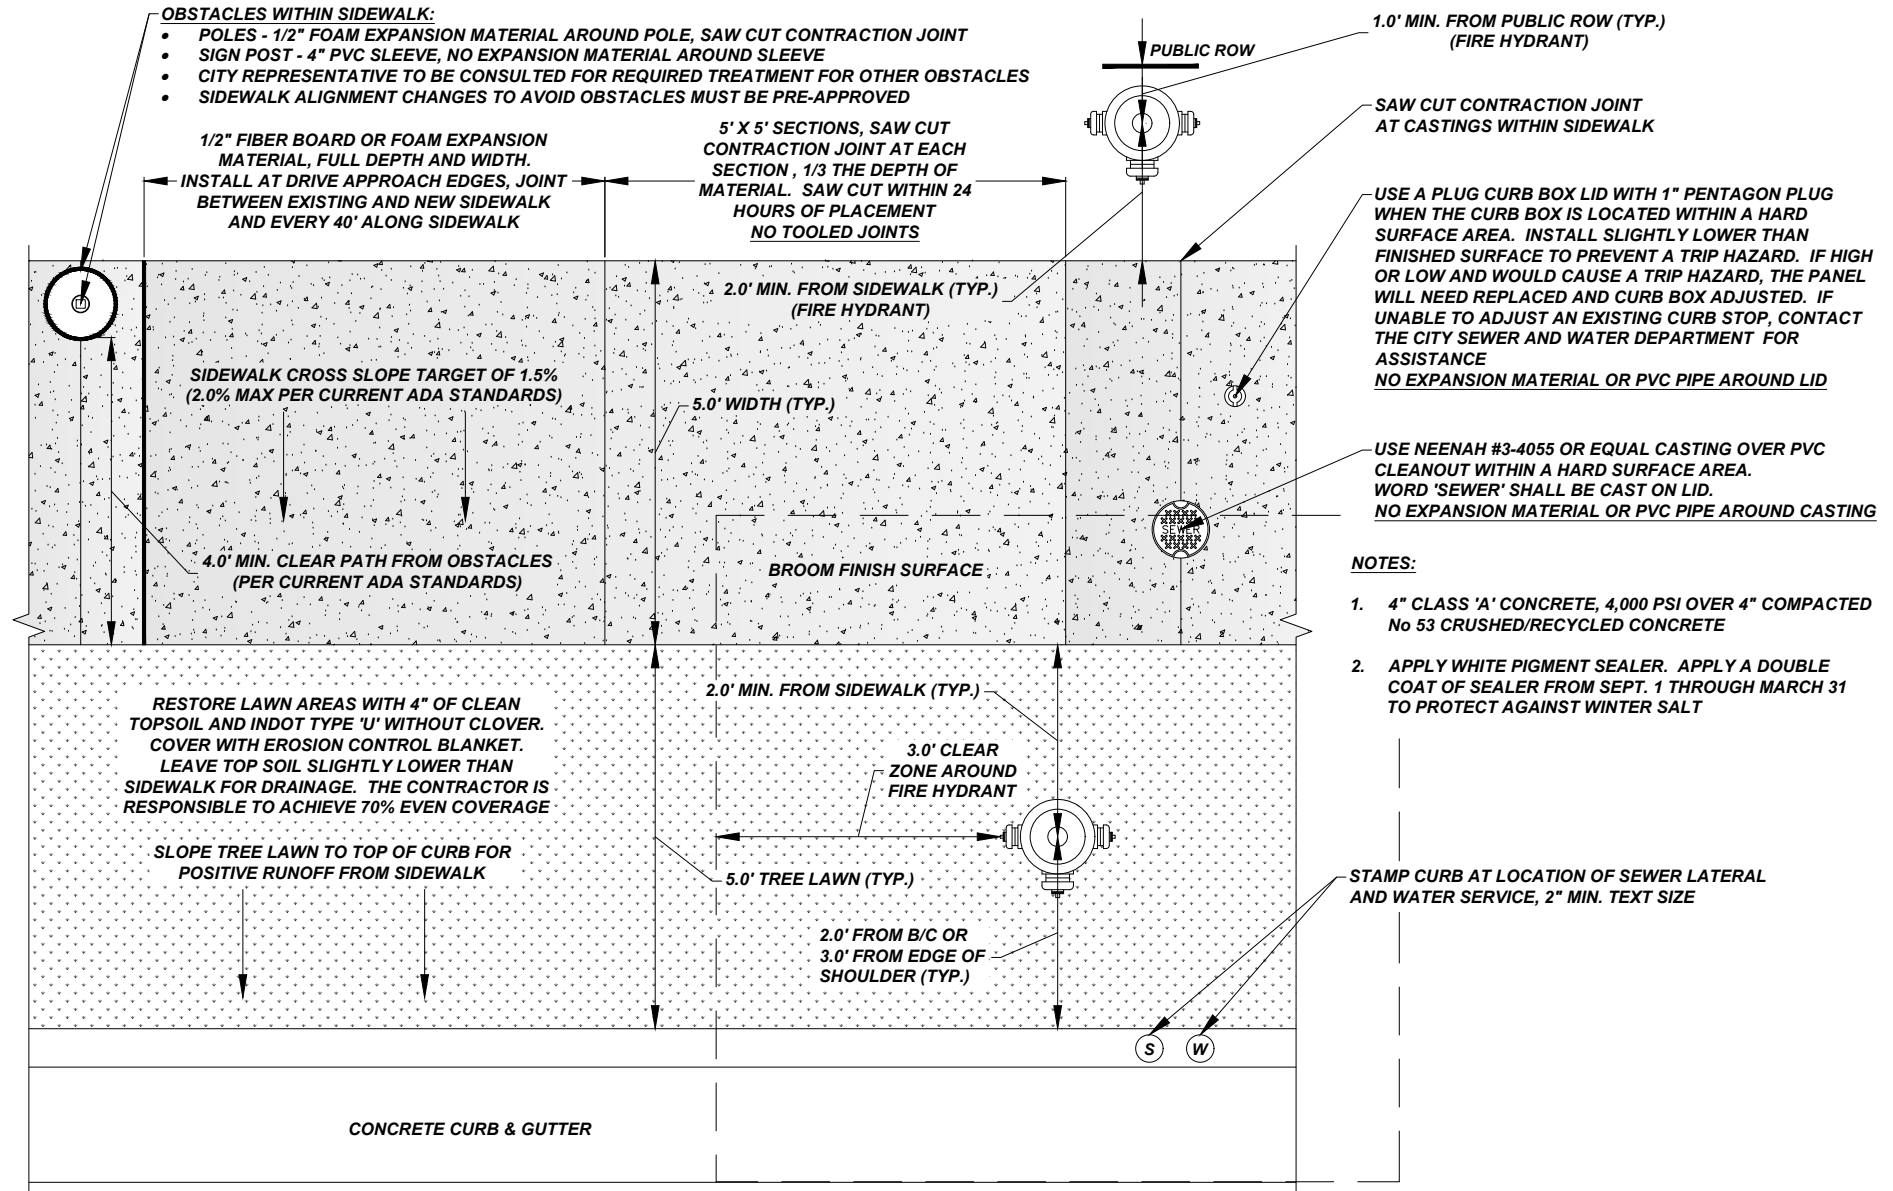 OBSTACLES WITHIN SIDEWALK:
• POLES - 1/2" FOAM EXPANSION MATERIAL AROUND POLE, SAW CUT CONTRACTION JOINT
• SIGN POST - 4" PVC SLEEVE, NO EXPANSION MATERIAL AROUND SLEEVE
• CITY REPRESENTATIVE TO BE CONSULTED FOR REQUIRED TREATMENT FOR OTHER OBSTACLES
• SIDEWALK ALIGNMENT CHANGES TO AVOID OBSTACLES MUST BE PRE-APPROVED
1/2" FIBER BOARD OR FOAM EXPANSION
MATERIAL, FULL DEPTH AND WIDTH.
INSTALL AT DRIVE APPROACH EDGES, JOINT
BETWEEN EXISTING AND NEW SIDEWALK
AND EVERY 40' ALONG SIDEWALK
5' X 5' SECTIONS, SAW CUT
CONTRACTION JOINT AT EACH
SECTION , 1/3 THE DEPTH OF
MATERIAL. SAW CUT WITHIN 24
HOURS OF PLACEMENT
NO TOOLED JOINTS
PUBLIC ROW
1.0' MIN. FROM PUBLIC ROW (TYP.)
(FIRE HYDRANT)
SAW CUT CONTRACTION JOINT
AT CASTINGS WITHIN SIDEWALK
USE A PLUG CURB BOX LID WITH 1" PENTAGON PLUG
WHEN THE CURB BOX IS LOCATED WITHIN A HARD
SURFACE AREA. INSTALL SLIGHTLY LOWER THAN
FINISHED SURFACE TO PREVENT A TRIP HAZARD. IF HIGH
OR LOW AND WOULD CAUSE A TRIP HAZARD, THE PANEL
WILL NEED REPLACED AND CURB BOX ADJUSTED. IF
UNABLE TO ADJUST AN EXISTING CURB STOP, CONTACT
THE CITY SEWER AND WATER DEPARTMENT FOR
ASSISTANCE
NO EXPANSION MATERIAL OR PVC PIPE AROUND LID
2.0' MIN. FROM SIDEWALK (TYP.)
(FIRE HYDRANT)
SIDEWALK CROSS SLOPE TARGET OF 1.5%
(2.0% MAX PER CURRENT ADA STANDARDS)
5.0' WIDTH (TYP.)
USE NEENAH #3-4055 OR EQUAL CASTING OVER PVC
CLEANOUT WITHIN A HARD SURFACE AREA.
WORD 'SEWER' SHALL BE CAST ON LID.
NO EXPANSION MATERIAL OR PVC PIPE AROUND CASTING
SEWER
4.0' MIN. CLEAR PATH FROM OBSTACLES
(PER CURRENT ADA STANDARDS)
BROOM FINISH SURFACE
NOTES:
1. 4" CLASS 'A' CONCRETE, 4,000 PSI OVER 4" COMPACTED
No 53 CRUSHED/RECYCLED CONCRETE
2. APPLY WHITE PIGMENT SEALER. APPLY A DOUBLE
COAT OF SEALER FROM SEPT. 1 THROUGH MARCH 31
TO PROTECT AGAINST WINTER SALT
RESTORE LAWN AREAS WITH 4" OF CLEAN
TOPSOIL AND INDOT TYPE 'U' WITHOUT CLOVER.
COVER WITH EROSION CONTROL BLANKET.
LEAVE TOP SOIL SLIGHTLY LOWER THAN
SIDEWALK FOR DRAINAGE. THE CONTRACTOR IS
RESPONSIBLE TO ACHIEVE 70% EVEN COVERAGE
2.0' MIN. FROM SIDEWALK (TYP.)
3.0' CLEAR
ZONE AROUND
FIRE HYDRANT
SLOPE TREE LAWN TO TOP OF CURB FOR
POSITIVE RUNOFF FROM SIDEWALK
5.0' TREE LAWN (TYP.)
2.0' FROM B/C OR
3.0' FROM EDGE OF
SHOULDER (TYP.)
STAMP CURB AT LOCATION OF SEWER LATERAL
AND WATER SERVICE, 2" MIN. TEXT SIZE
S
W
CONCRETE CURB & GUTTER